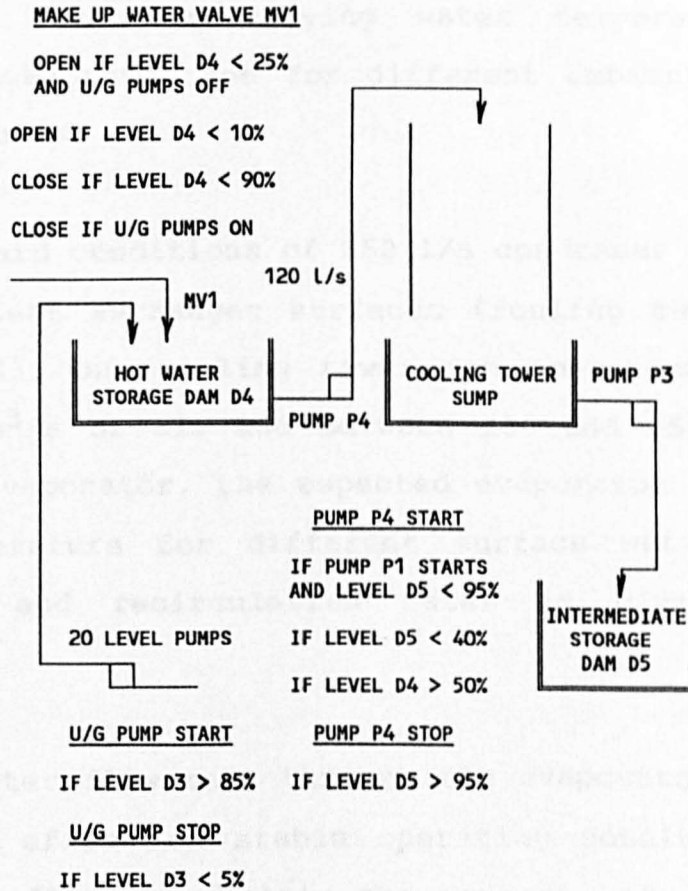 MAKE UP WATER VALVE MV1
OPEN IF LEVEL D4 < 25%
AND U/G PUMPS OFF
OPEN IF LEVEL D4 < 10%
CLOSE IF LEVEL D4 < 90%
CLOSE IF U/G PUMPS ON
120 l/s
MV1
HOT WATER
STORAGE DAM D4
PUMP P4
COOLING TOWER
SUMP
PUMP P3
PUMP P4 START
IF PUMP P1 STARTS
AND LEVEL D5 < 95%
IF LEVEL D5 < 40%
IF LEVEL D4 > 50%
INTERMEDIATE
STORAGE
DAM D5
20 LEVEL PUMPS
U/G PUMP START
IF LEVEL D3 > 85%
U/G PUMP STOP
IF LEVEL D3 < 5%
PUMP P4 STOP
IF LEVEL D5 > 95%